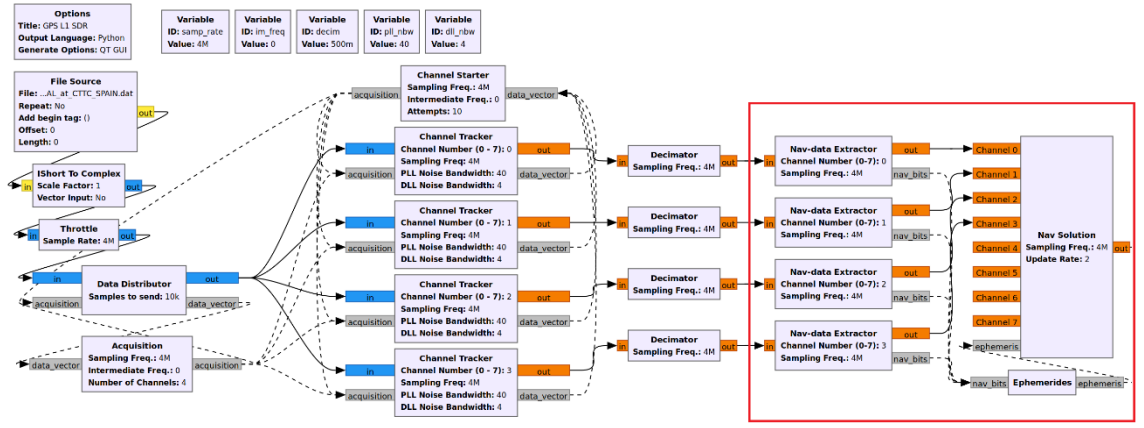 Options
Title: GPS L1 SDR
Output Language: Python
Generate Options: QT GUI
Variable
ID: samp_rate
Value: 4M
Variable
ID: im_freq
Value: 0
Variable
ID: decim
Value: 500m
Variable
ID: pll_nbw
Value: 40
Variable
ID: dll_nbw
Value: 4
File Source
File: ...AL_at_CTTC_SPAIN.dat
Repeat: No
Add begin tag: ()
Offset: 0
Length: 0
out
IShort To Complex
Scale Factor: 1
Vector Input: No
in
out
Throttle
Sample Rate: 4M
in
out
Data Distributor
Samples to send: 10k
in
acquisition
out
data_vector
Acquisition
Sampling Freq.: 4M
Intermediate Freq.: 0
Number of Channels: 4
data_vector
acquisition
Channel Starter
Sampling Freq.: 4M
Intermediate Freq.: 0
Attempts: 10
acquisition
data_vector
Channel Tracker
Channel Number (0 - 7): 0
Sampling Freq: 4M
PLL Noise Bandwidth: 40
DLL Noise Bandwidth: 4
in
acquisition
out
data_vector
Channel Tracker
Channel Number (0 - 7): 1
Sampling Freq: 4M
PLL Noise Bandwidth: 40
DLL Noise Bandwidth: 4
in
acquisition
out
data_vector
Channel Tracker
Channel Number (0 - 7): 2
Sampling Freq: 4M
PLL Noise Bandwidth: 40
DLL Noise Bandwidth: 4
in
acquisition
out
data_vector
Channel Tracker
Channel Number (0 - 7): 3
Sampling Freq: 4M
PLL Noise Bandwidth: 40
DLL Noise Bandwidth: 4
in
acquisition
out
data_vector
Decimator
Sampling Freq.: 4M
in
out
Decimator
Sampling Freq.: 4M
in
out
Decimator
Sampling Freq.: 4M
in
out
Decimator
Sampling Freq.: 4M
in
out
Nav-data Extractor
Channel Number (0-7): 0
Sampling Freq.: 4M
in
out
nav_bits
Nav-data Extractor
Channel Number (0-7): 1
Sampling Freq.: 4M
in
out
nav_bits
Nav-data Extractor
Channel Number (0-7): 2
Sampling Freq.: 4M
in
out
nav_bits
Nav-data Extractor
Channel Number (0-7): 3
Sampling Freq.: 4M
in
out
nav_bits
Channel 0
Channel 1
Channel 2
Channel 3
Channel 4
Channel 5
Channel 6
Channel 7
ephemeris
Nav Solution
Sampling Freq.: 4M
Update Rate: 2
out
nav_bits
Ephemerides
ephemeris